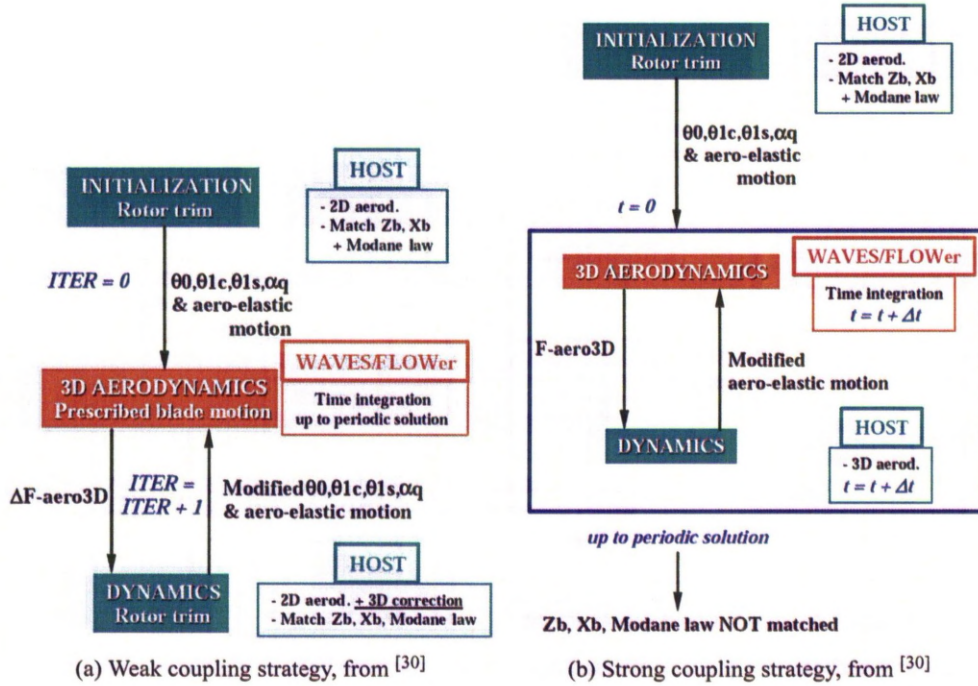 INITIALIZATION
Rotor trim
HOST
- 2D aerod.
- Match Zb, Xb
+ Modane law
ITER = 0
θ0,θ1c,θ1s,αq
& aero-elastic
motion
3D AERODYNAMICS
Prescribed blade motion
WAVES/FLOWer
Time integration
up to periodic solution
ΔF-aero3D
ITER =
ITER + 1
Modified θ0,θ1c,θ1s,αq
& aero-elastic motion
DYNAMICS
Rotor trim
HOST
- 2D aerod. + 3D correction
- Match Zb, Xb, Modane law
(a) Weak coupling strategy, from [30]
INITIALIZATION
Rotor trim
HOST
- 2D aerod.
- Match Zb, Xb
+ Modane law
θ0,θ1c,θ1s,αq
& aero-elastic
motion
t = 0
3D AERODYNAMICS
WAVES/FLOWer
Time integration
t = t + Δt
F-aero3D
Modified
aero-elastic motion
DYNAMICS
HOST
- 3D aerod.
t = t + Δt
up to periodic solution
Zb, Xb, Modane law NOT matched
(b) Strong coupling strategy, from [30]